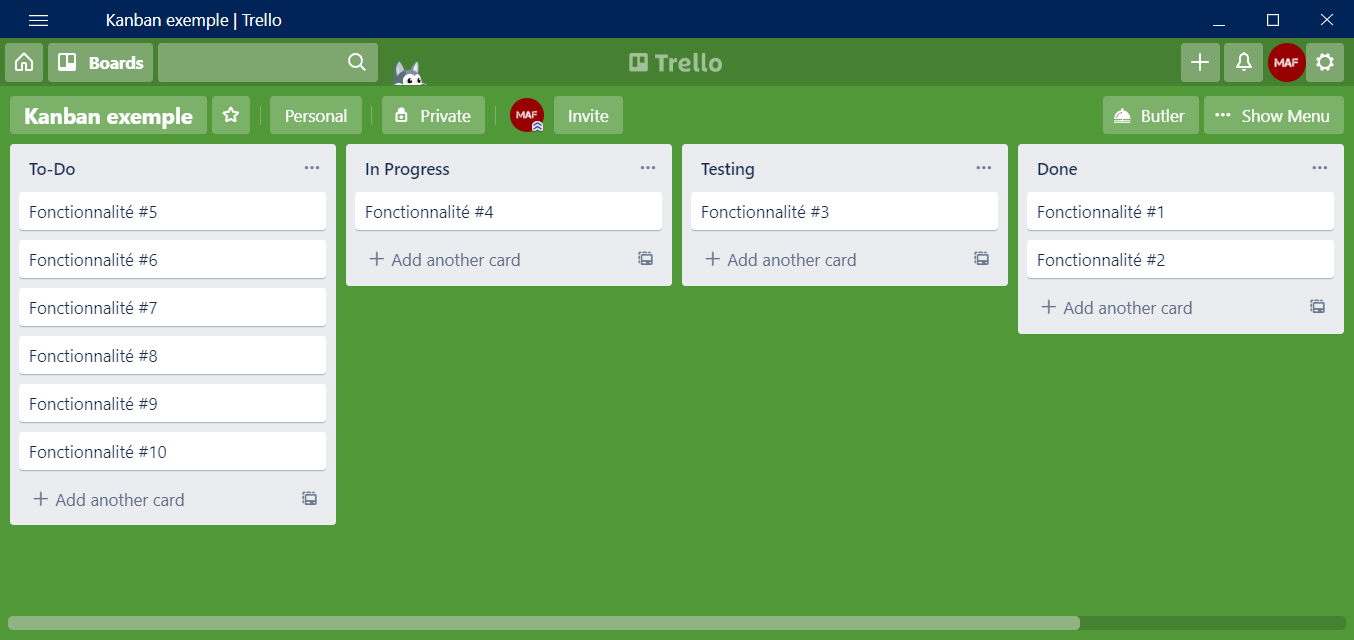 Kanban exemple | Trello
Boards
Trello
MAF
Kanban exemple
Personal
Private
MAF
Invite
Butler
Show Menu
To-Do
Fonctionnalité #5
Fonctionnalité #6
Fonctionnalité #7
Fonctionnalité #8
Fonctionnalité #9
Fonctionnalité #10
Add another card
In Progress
Fonctionnalité #4
Add another card
Testing
Fonctionnalité #3
Add another card
Done
Fonctionnalité #1
Fonctionnalité #2
Add another card